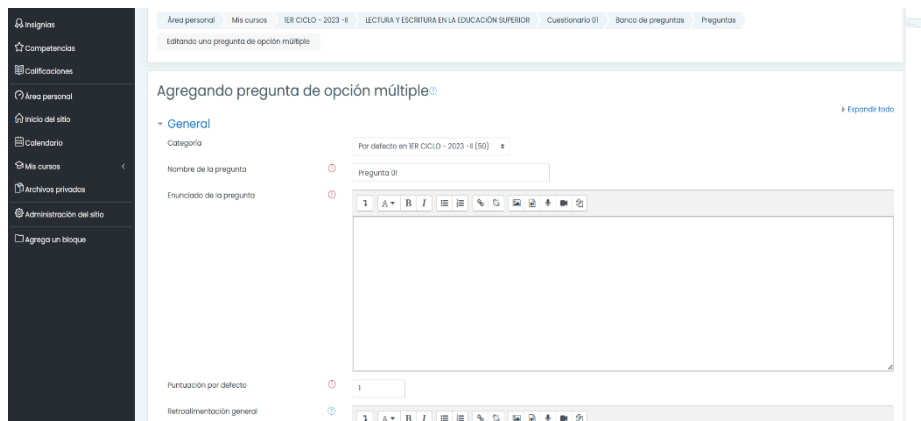 Insignias
Competencias
Calificaciones
Área personal
Inicio del sitio
Calendario
Mis cursos
Archivos privados
Administración del sitio
Agrega un bloque
Área personal Mis cursos 1ER CICLO - 2023 -II LECTURA Y ESCRITURA EN LA EDUCACIÓN SUPERIOR Cuestionario 01 Banco de preguntas Preguntas
Editando una pregunta de opción múltiple
Agregando pregunta de opción múltiple
Expandir todo
General
Categoría Por defecto en 1ER CICLO - 2023 -II (50)
Nombre de la pregunta Pregunta 01
Enunciado de la pregunta
A B I
Puntuación por defecto 1
Retroalimentación general
A B I